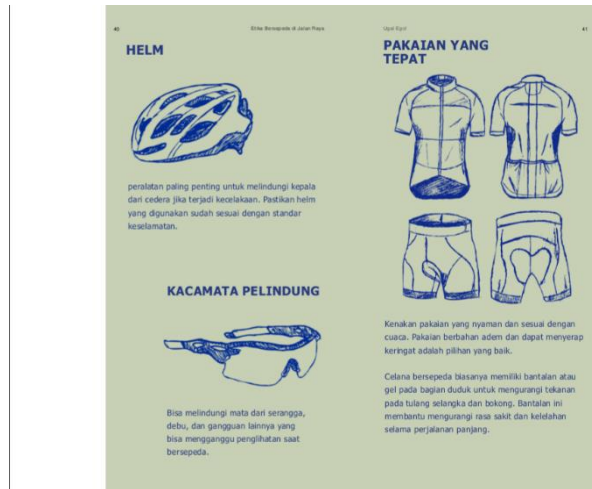 40
Etika Bersepeda di Jalan Raya
HELM
peralatan paling penting untuk melindungi kepala
dari cedera jika terjadi kecelakaan. Pastikan helm
yang digunakan sudah sesuai dengan standar
keselamatan.
KACAMATA PELINDUNG
Bisa melindungi mata dari serangga,
debu, dan gangguan lainnya yang
bisa mengganggu penglihatan saat
bersepeda.
41
PAKAIAN YANG
TEPAT
Kenakan pakaian yang nyaman dan sesuai dengan
cuaca. Pakaian berbahan adem dan dapat menyerap
keringat adalah pilihan yang baik.
Celana bersepeda biasanya memiliki bantalan atau
gel pada bagian duduk untuk mengurangi tekanan
pada tulang selangka dan bokong. Bantalan ini
membantu mengurangi rasa sakit dan kelelahan
selama perjalanan panjang.